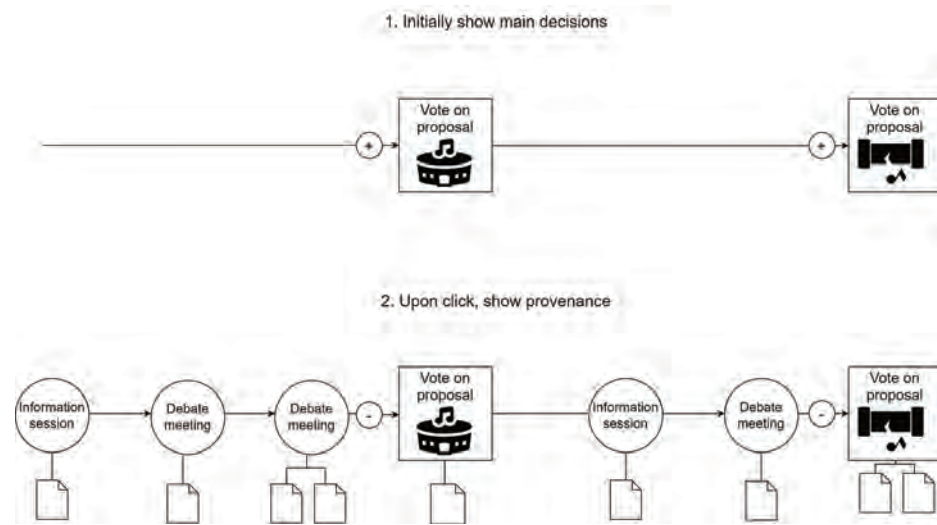 1. Initially show main decisions
Vote on
proposal
+
Vote on
proposal
+
2. Upon click, show provenance
Information
session
Debate
meeting
Debate
meeting
-
Vote on
proposal
Information
session
Debate
meeting
-
Vote on
proposal